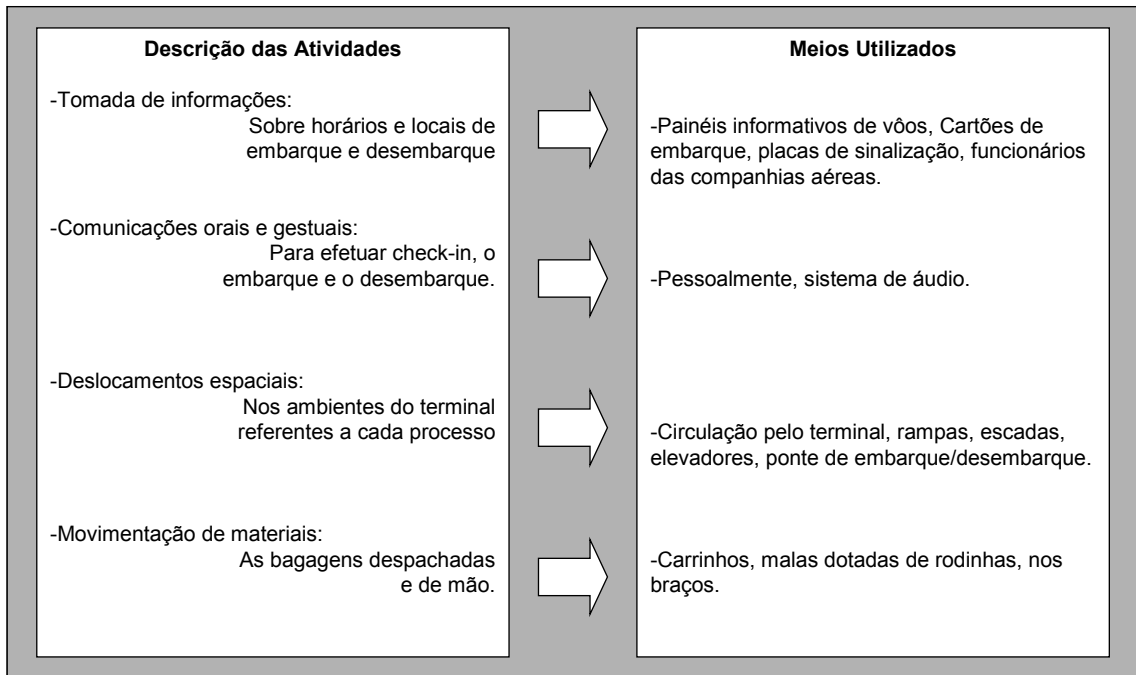 Descrição das Atividades
-Tomada de informações:
Sobre horários e locais de
embarque e desembarque
-Comunicações orais e gestuais:
Para efetuar check-in, o
embarque e o desembarque.
-Deslocamentos espaciais:
Nos ambientes do terminal
referentes a cada processo
-Movimentação de materiais:
As bagagens despachadas
e de mão.
Meios Utilizados
-Painéis informativos de vôos, Cartões de
embarque, placas de sinalização, funcionários
das companhias aéreas.
-Pessoalmente, sistema de áudio.
-Circulação pelo terminal, rampas, escadas,
elevadores, ponte de embarque/desembarque.
-Carrinhos, malas dotadas de rodinhas, nos
braços.